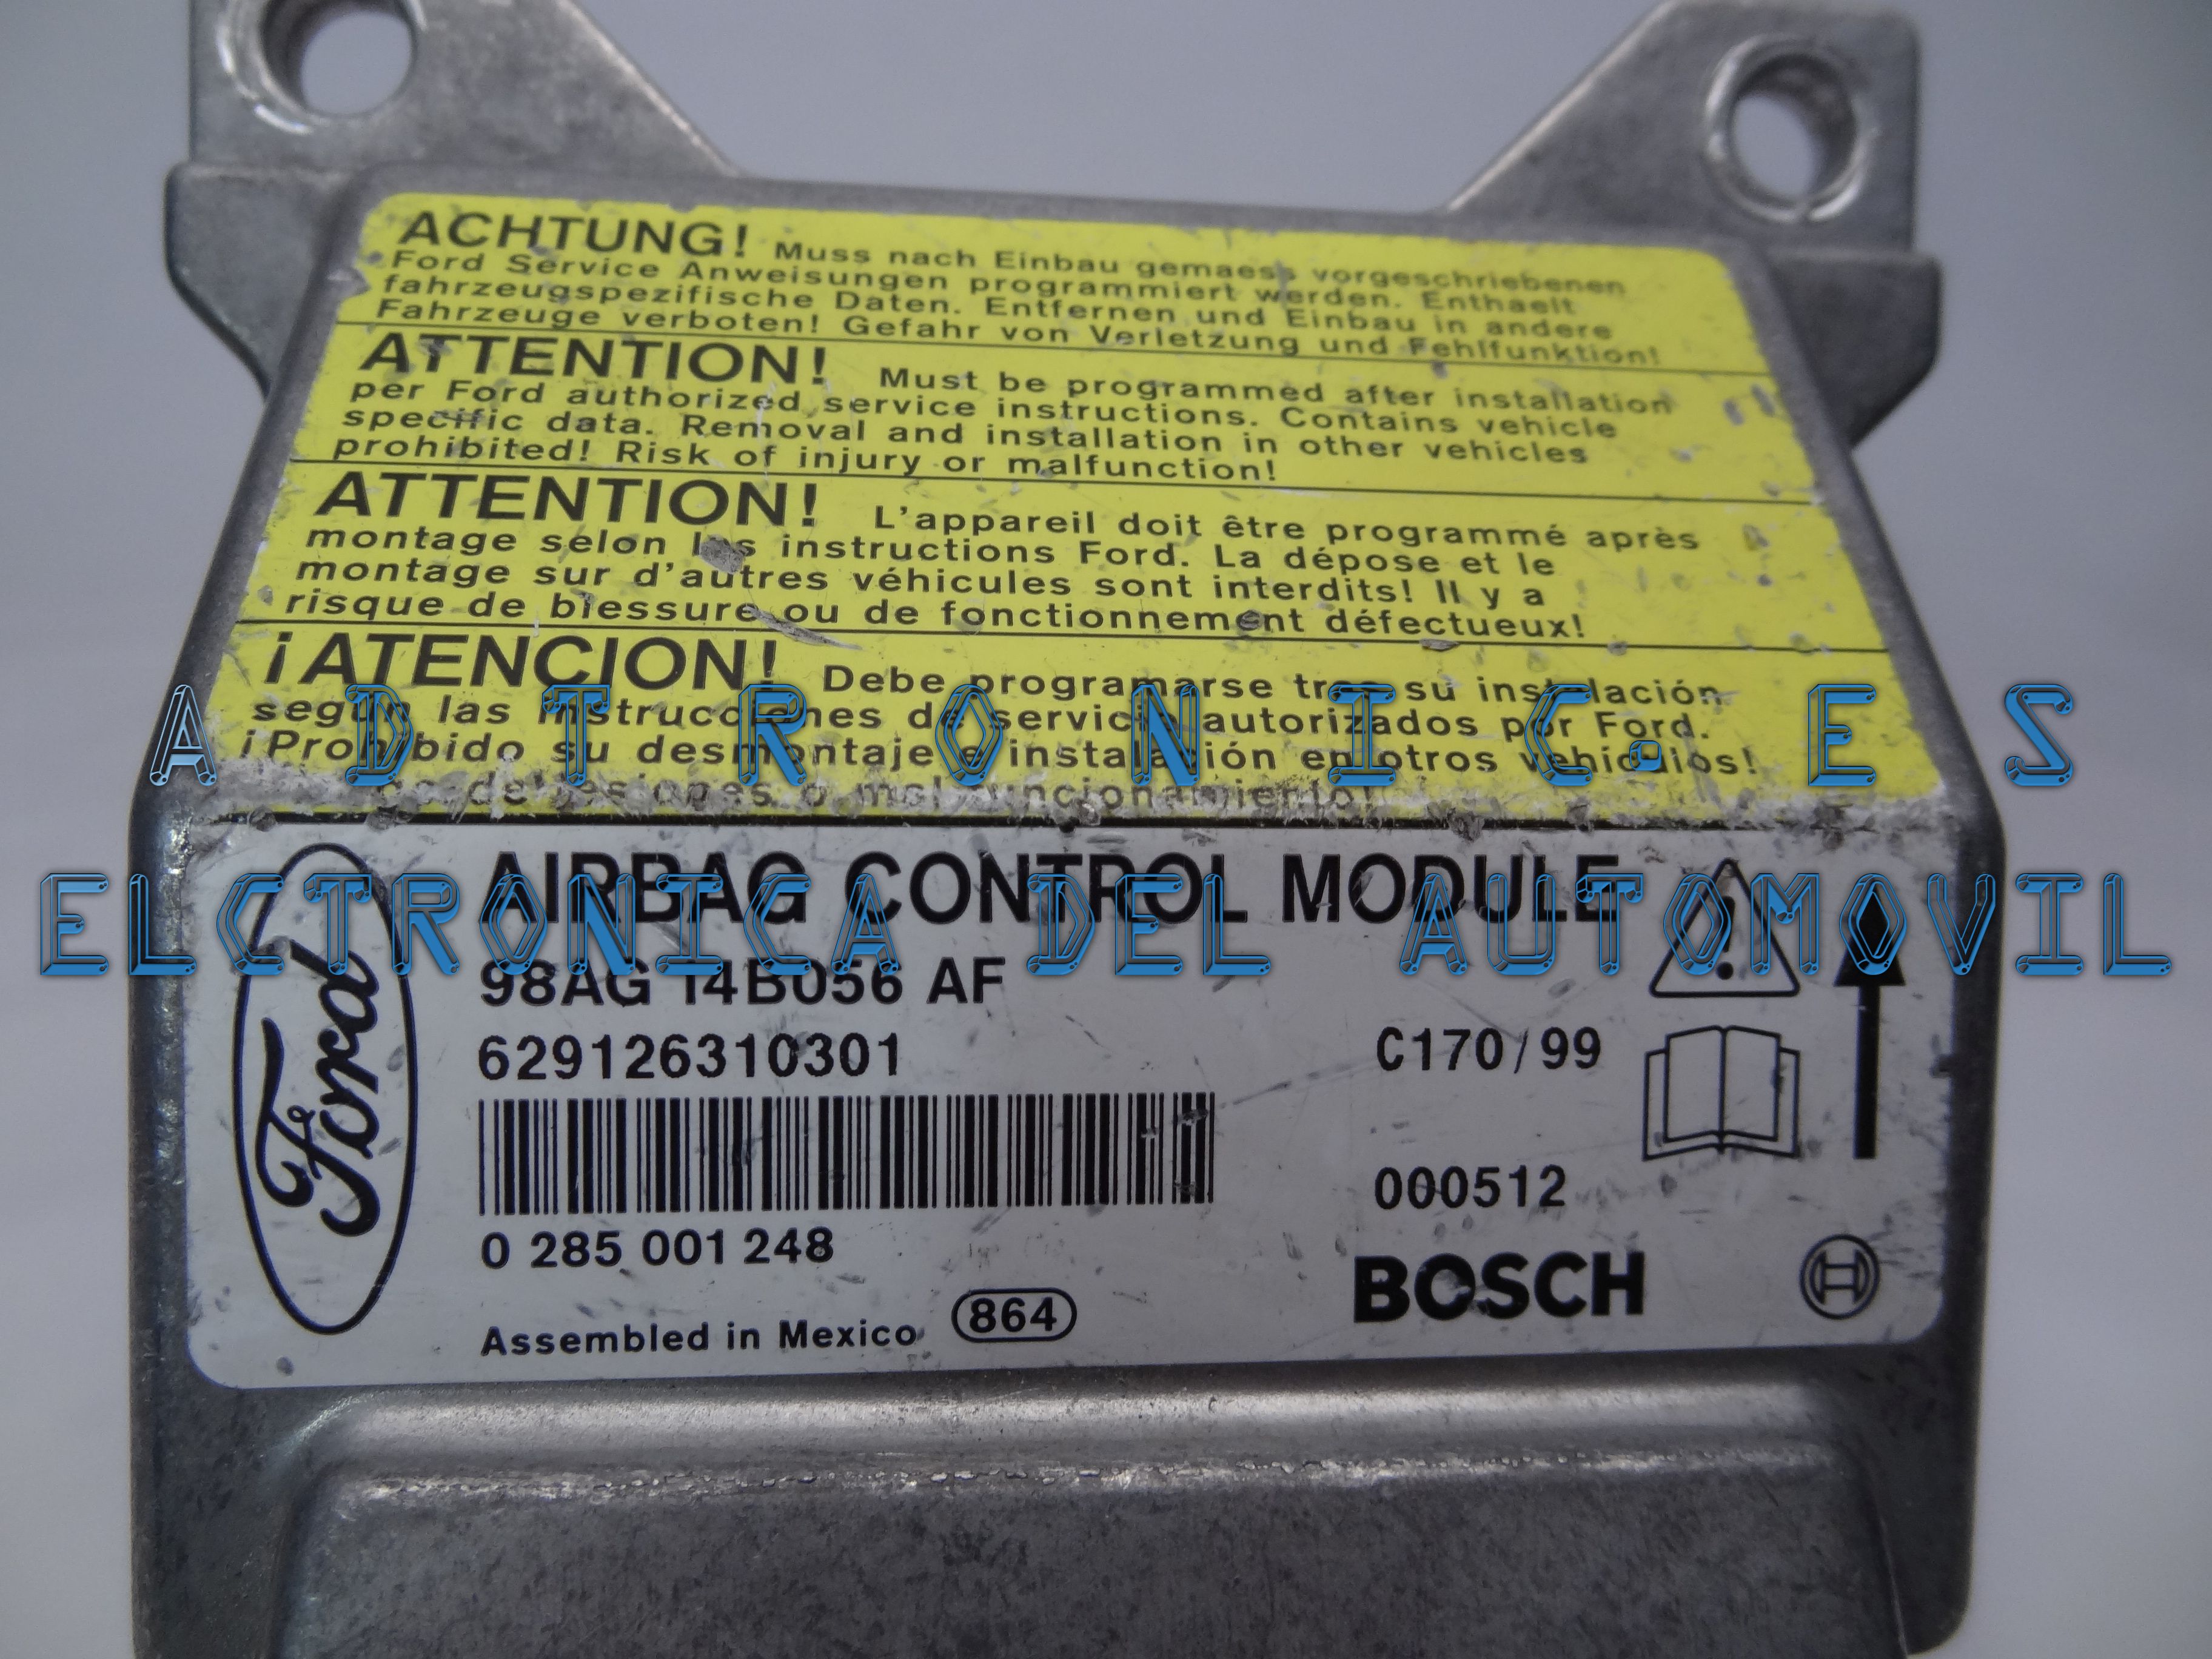 ACHTUNG! Muss nach Einbau gemaess vorgeschriebenen
Ford Service Anweisungen programmiert werden. Enthaelt
fahrzeugspezifische Daten. Entfernen und Einbau in andere
Fahrzeuge verboten! Gefahr von Verletzung und Fehlfunktion!
ATTENTION! Must be programmed after installation
per Ford authorized service instructions. Contains vehicle
specific data. Removal and installation in other vehicles
prohibited! Risk of injury or malfunction!
ATTENTION! L'appareil doit être programmé après
montage selon les instructions Ford. La dépose et le
montage sur d'autres véhicules sont interdits! Il y a
risque de blessure ou de fonctionnement défectueux!
¡ATENCION! Debe programarse tras su instalación
según las instrucciones de servicio autorizados por Ford.
¡Prohibido su desmontaje e instalación en otros vehículos!
de lesiones o mal funcionamiento!
ADTRONIC.ES
ELCTRONICA DEL AUTOMOVIL
Ford
AIRBAG CONTROL MODULE
98AG 14B056 AF
629126310301
C170/99
000512
0 285 001 248
BOSCH
Assembled in Mexico 864